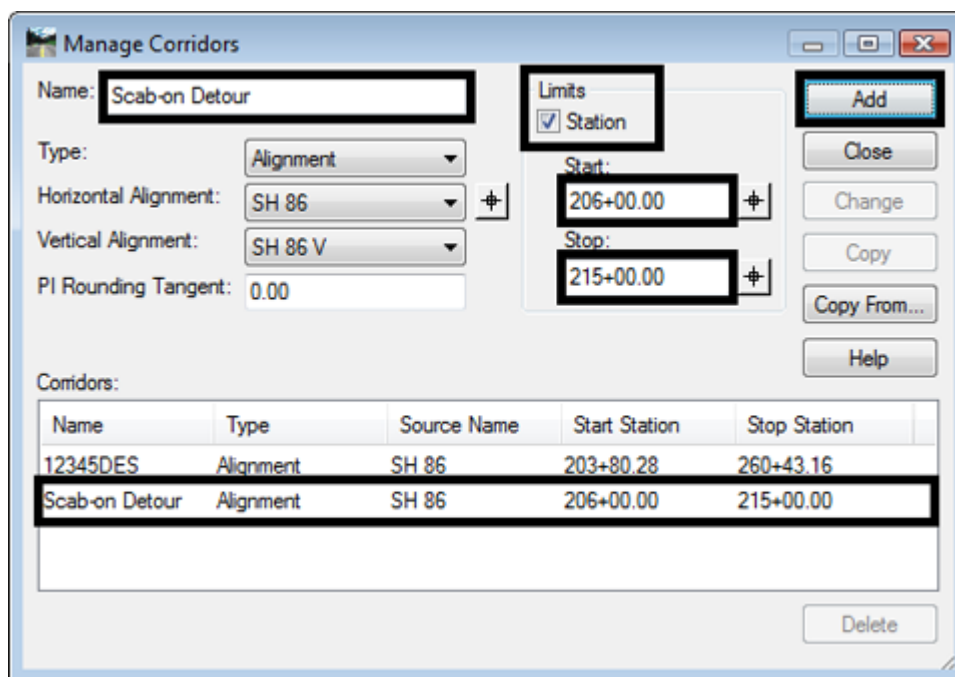 Manage Corridors
Name: Scab-on Detour
Limits
Station
Add
Type: Alignment
Start:
Close
Horizontal Alignment: SH 86
206+00.00
Change
Vertical Alignment: SH 86 V
Stop:
Copy
PI Rounding Tangent: 0.00
215+00.00
Copy From...
Help
Corridors:
Name Type Source Name Start Station Stop Station
12345DES Alignment SH 86 203+80.28 260+43.16
Scab-on Detour Alignment SH 86 206+00.00 215+00.00
Delete